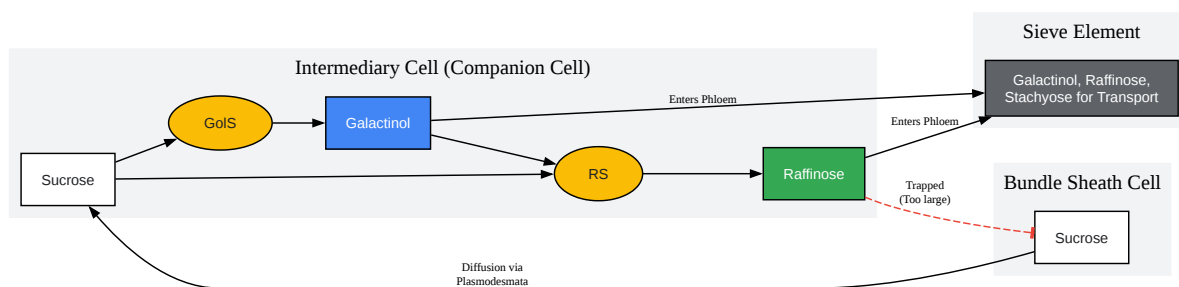 Sieve Element
Intermediary Cell (Companion Cell)
Galactinol, Raffinose,
Stachyose for Transport
Enters Phloem
GolS
Galactinol
Enters Phloem
Sucrose
RS
Raffinose
Bundle Sheath Cell
Trapped
(Too large)
Sucrose
Diffusion via
Plasmodesmata